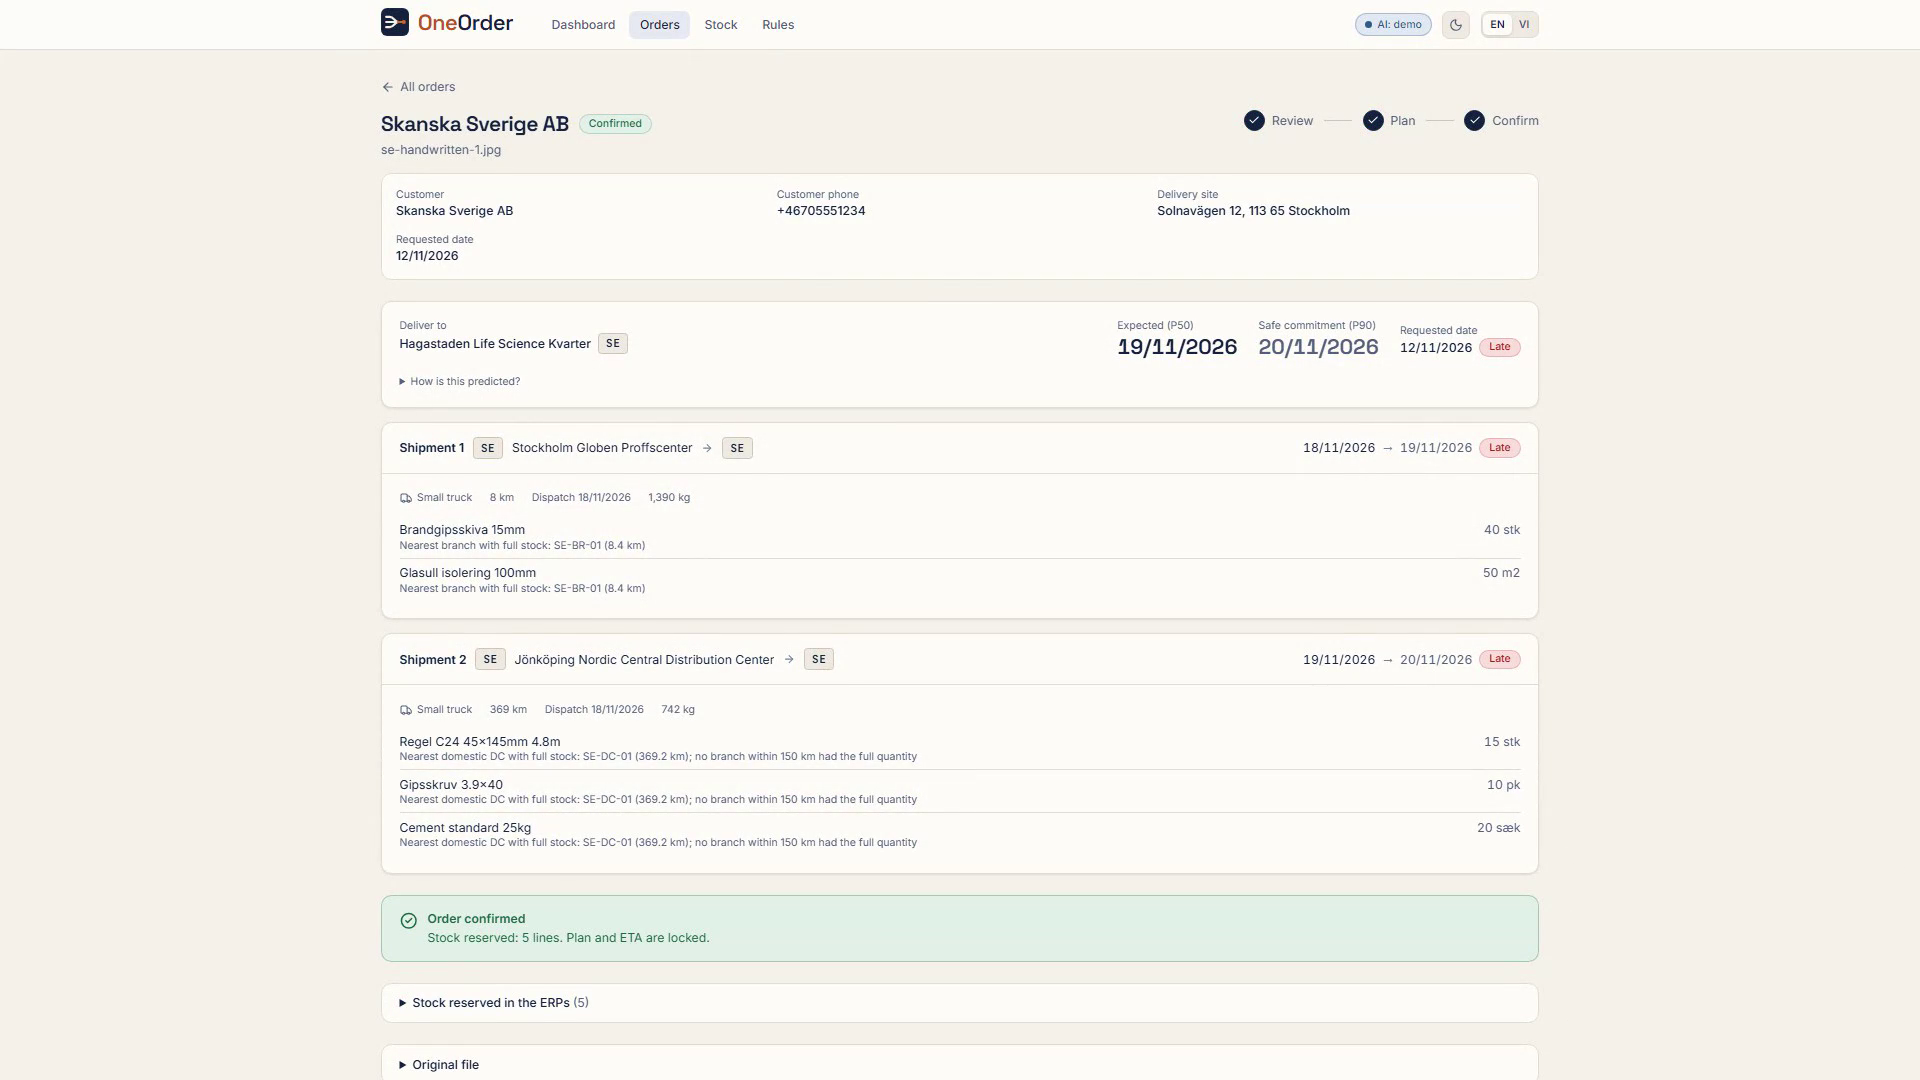 OneOrder
Dashboard
Orders
Stock
Rules
AI: demo
EN
VI
← All orders
Skanska Sverige AB
Confirmed
Review
Plan
Confirm
se-handwritten-1.jpg
Customer
Skanska Sverige AB
Customer phone
+46705551234
Delivery site
Solnavägen 12, 113 65 Stockholm
Requested date
12/11/2026
Deliver to
Hagastaden Life Science Kvarter SE
Expected (P50)
19/11/2026
Safe commitment (P90)
20/11/2026
Requested date
12/11/2026 Late
▶ How is this predicted?
Shipment 1 SE Stockholm Globen Proffscenter → SE
18/11/2026 → 19/11/2026 Late
Small truck 8 km Dispatch 18/11/2026 1,390 kg
Brandgipsskiva 15mm
40 stk
Nearest branch with full stock: SE-BR-01 (8.4 km)
Glasull isolering 100mm
50 m2
Nearest branch with full stock: SE-BR-01 (8.4 km)
Shipment 2 SE Jönköping Nordic Central Distribution Center → SE
19/11/2026 → 20/11/2026 Late
Small truck 369 km Dispatch 18/11/2026 742 kg
Regel C24 45×145mm 4.8m
15 stk
Nearest domestic DC with full stock: SE-DC-01 (369.2 km); no branch within 150 km had the full quantity
Gipsskruv 3.9×40
10 pk
Nearest domestic DC with full stock: SE-DC-01 (369.2 km); no branch within 150 km had the full quantity
Cement standard 25kg
20 sæk
Nearest domestic DC with full stock: SE-DC-01 (369.2 km); no branch within 150 km had the full quantity
Order confirmed
Stock reserved: 5 lines. Plan and ETA are locked.
▶ Stock reserved in the ERPs (5)
▶ Original file